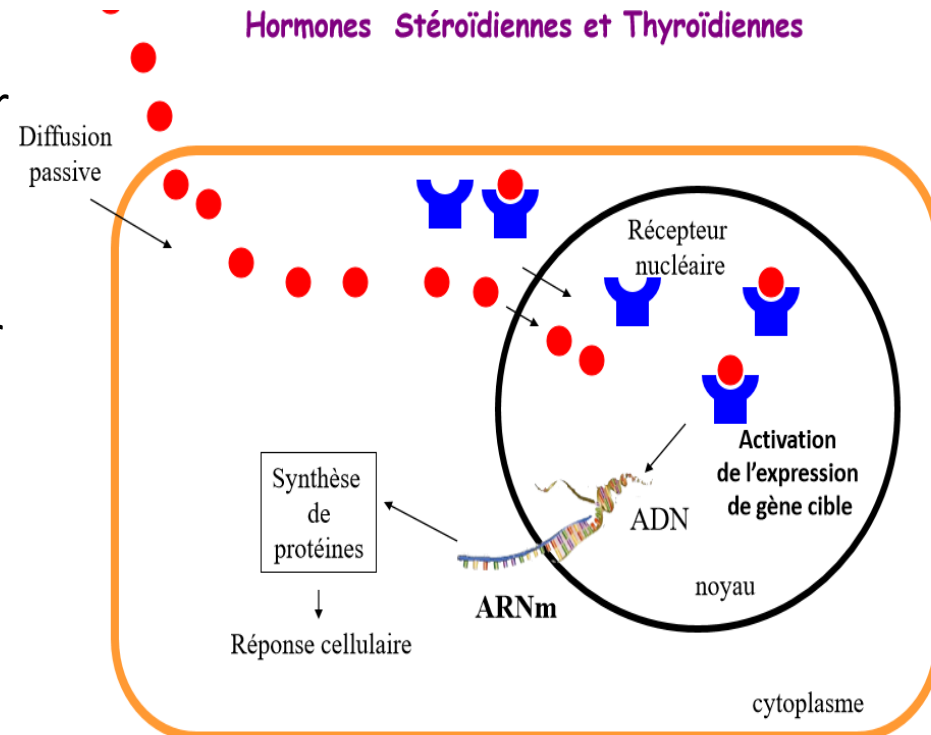 Hormones Stéroïdiennes et Thyroïdiennes
Diffusion
passive
Récepteur
nucléaire
Activation
de l'expression
de gène cible
ADN
Synthèse
de
protéines
ARNm
noyau
Réponse cellulaire
cytoplasme